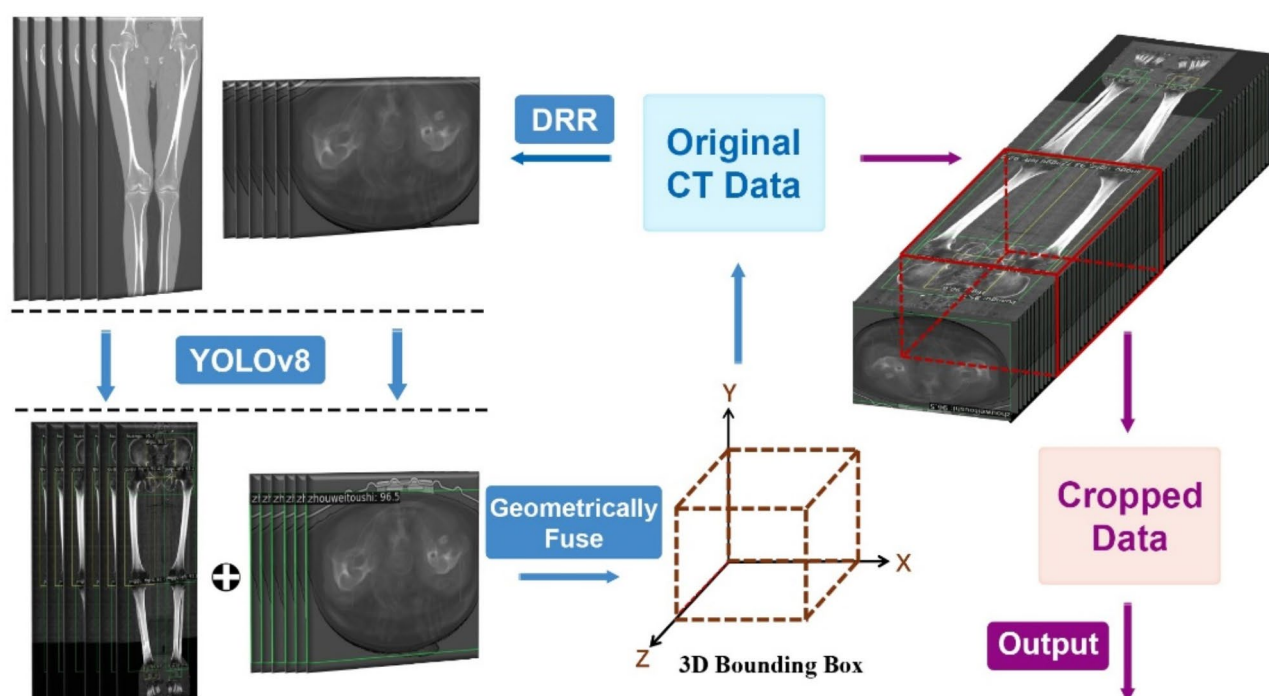 DRR
Original
CT Data
YOLOv8
zhouweitoushi: 96.5
Geometrically
Fuse
Y
X
Z
3D Bounding Box
Cropped
Data
Output